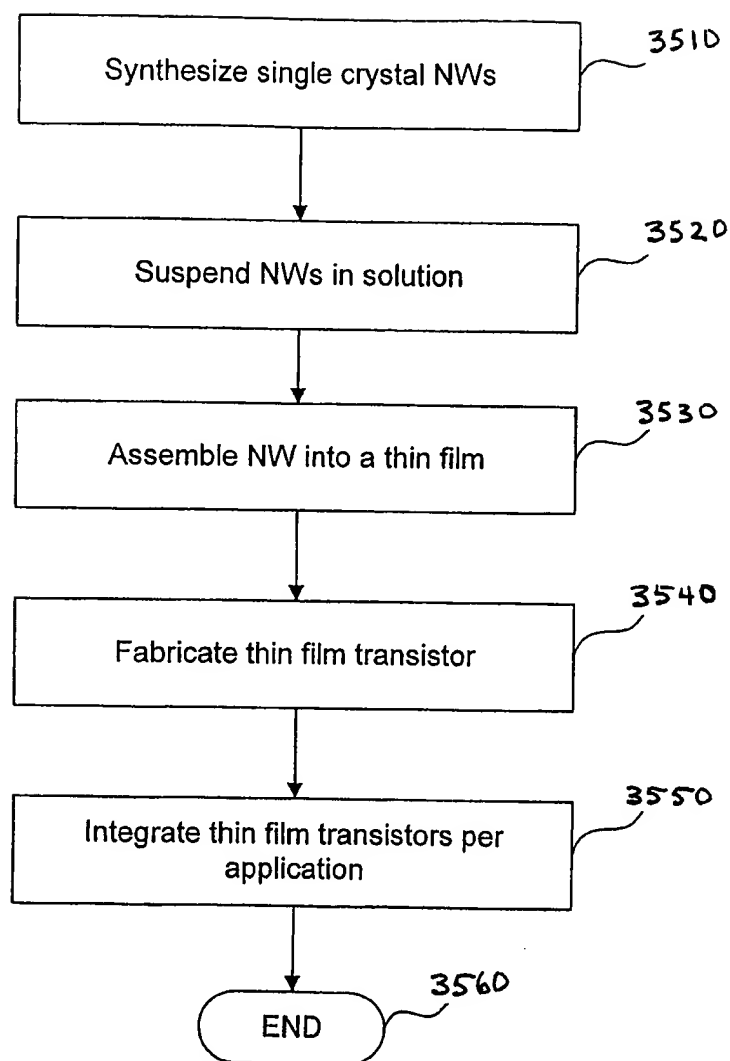 3510
Synthesize single crystal NWs
3520
Suspend NWs in solution
3530
Assemble NW into a thin film
3540
Fabricate thin film transistor
3550
Integrate thin film transistors per
application
3560
END